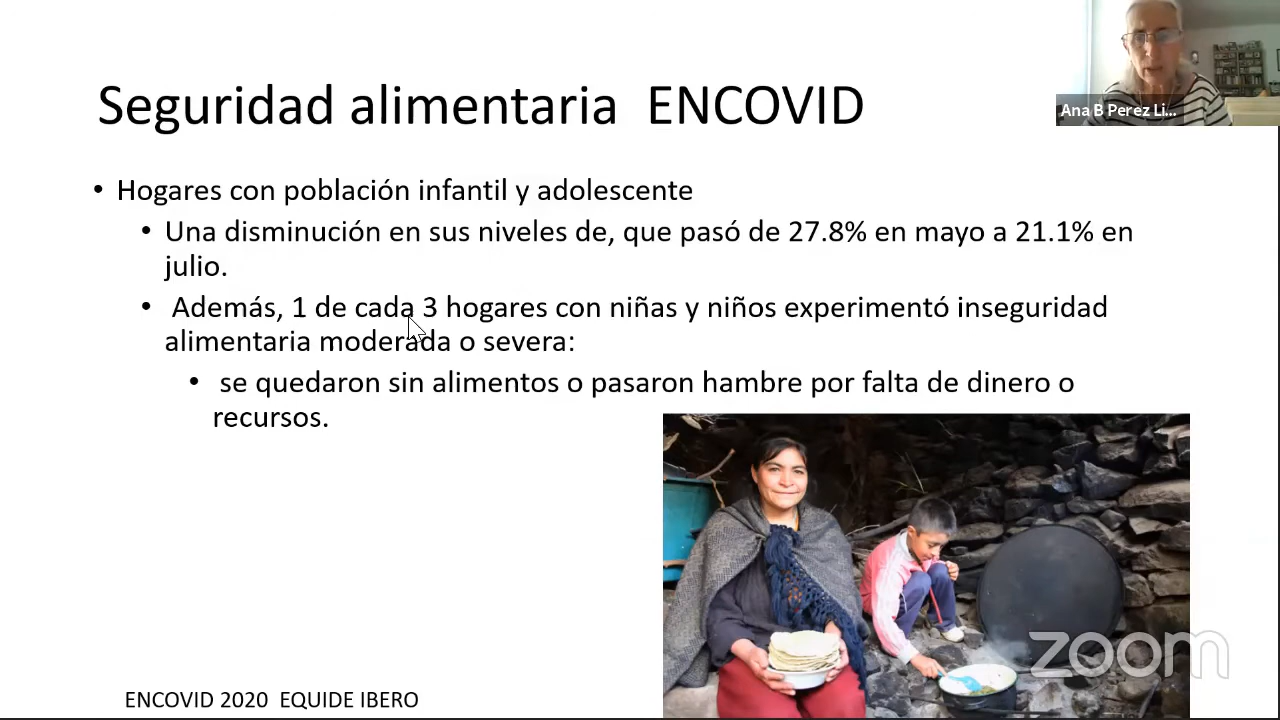 Seguridad alimentaria ENCOVID
Ana B Perez Li...
• Hogares con población infantil y adolescente
• Una disminución en sus niveles de, que pasó de 27.8% en mayo a 21.1% en
julio.
• Además, 1 de cada 3 hogares con niñas y niños experimentó inseguridad
alimentaria moderada o severa:
• se quedaron sin alimentos o pasaron hambre por falta de dinero o
recursos.
zoom
ENCOVID 2020 EQUIDE IBERO